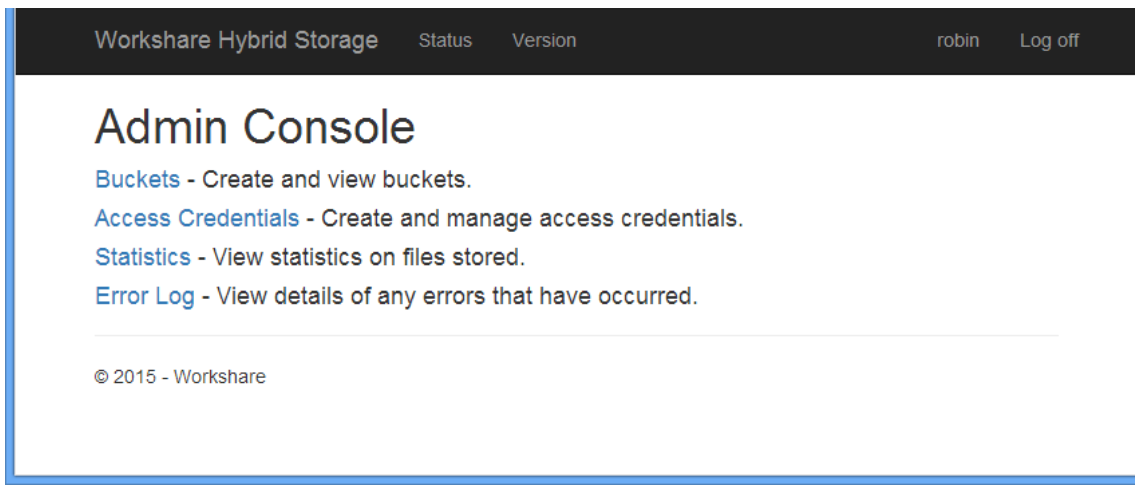 Workshare Hybrid Storage Status Version robin Log off
Admin Console
Buckets - Create and view buckets.
Access Credentials - Create and manage access credentials.
Statistics - View statistics on files stored.
Error Log - View details of any errors that have occurred.
© 2015 - Workshare